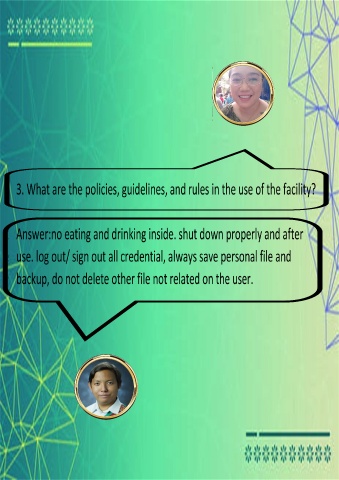 3. What are the policies, guidelines, and rules in the use of the facility?
Answer:no eating and drinking inside. shut down properly and after
use. log out/ sign out all credential, always save personal file and
backup, do not delete other file not related on the user.